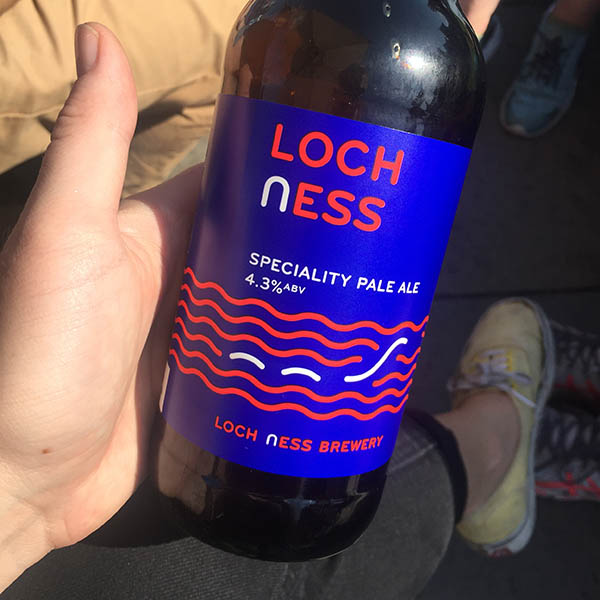 LOCH
NESS
SPECIALITY PALE ALE
4.3% ABV
LOCH NESS BREWERY